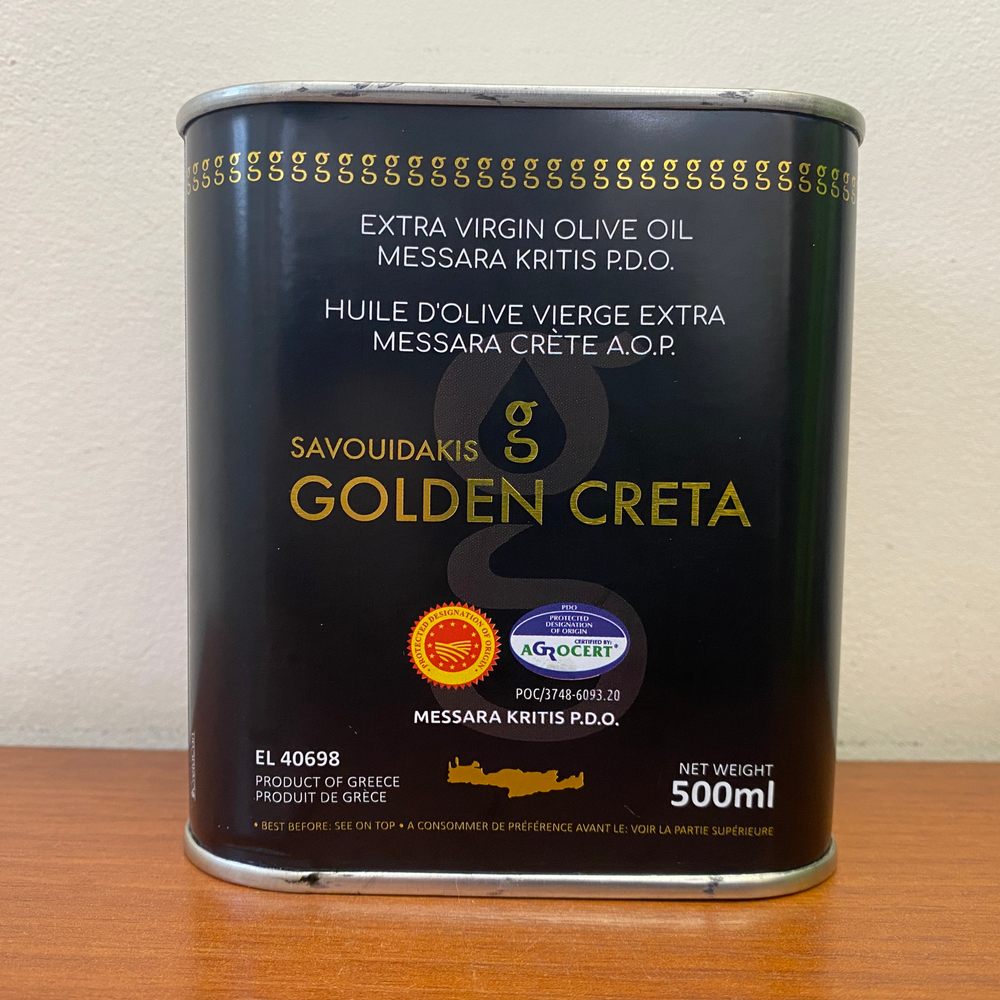 EXTRA VIRGIN OLIVE OIL
MESSARA KRITIS P.D.O.
HUILE D'OLIVE VIERGE EXTRA
MESSARA CRÈTE A.O.P.
g
SAVOUIDAKIS
GOLDEN CRETA
PROTECTED DESIGNATION OF ORIGIN
PDO
PROTECTED
DESIGNATION
OF ORIGIN
CERTIFIED BY:
AGROCERT®
POC/3748-6093.20
MESSARA KRITIS P.D.O.
EL 40698
PRODUCT OF GREECE
PRODUIT DE GRÈCE
NET WEIGHT
500ml
• BEST BEFORE: SEE ON TOP • A CONSOMMER DE PRÉFÉRENCE AVANT LE: VOIR LA PARTIE SUPÉRIEURE